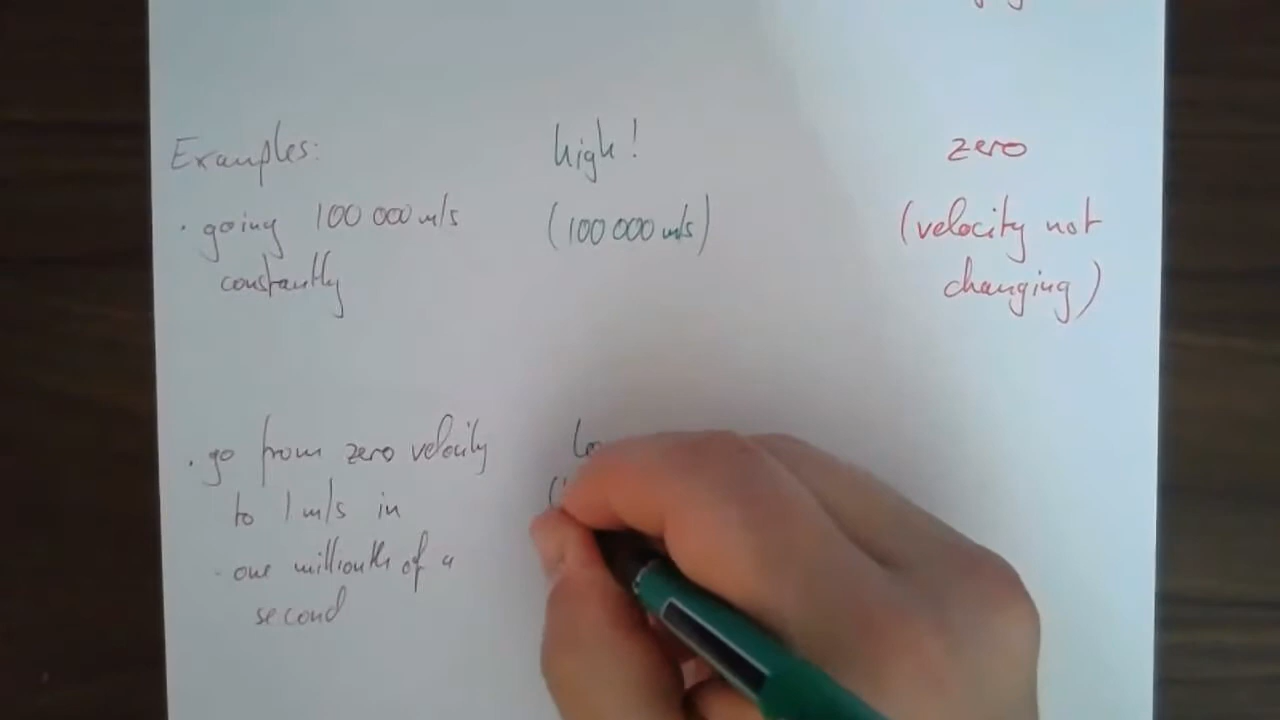 Examples:
high!
zero
· going 100 000 m/s
constantly
(100 000 m/s)
(velocity not
changing)
· go from zero velocity
to 1 m/s in
- one millionth of a
second